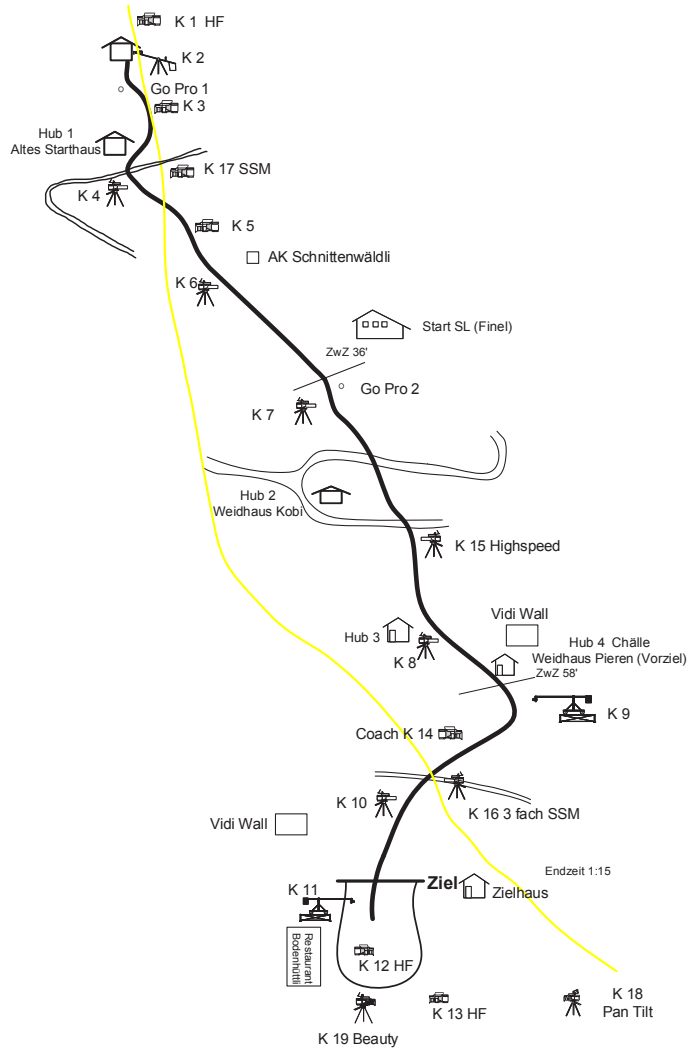 K 1 HF
K 2
Go Pro 1
K 3
Hub 1
Altes Starthaus
K 17 SSM
K 4
K 5
AK Schnittenwäldli
K 6
Start SL (Finel)
ZwZ 36'
Go Pro 2
K 7
Hub 2
Weidhaus Kobi
K 15 Highspeed
Vidi Wall
Hub 3
Hub 4 Chälle
Weidhaus Pieren (Vorziel)
K 8
ZwZ 58'
K 9
Coach K 14
K 10
K 16 3 fach SSM
Vidi Wall
Endzeit 1:15
K 11
Ziel
Zielhaus
Restaurant
Bodenhüttli
K 12 HF
K 18
Pan Tilt
K 13 HF
K 19 Beauty